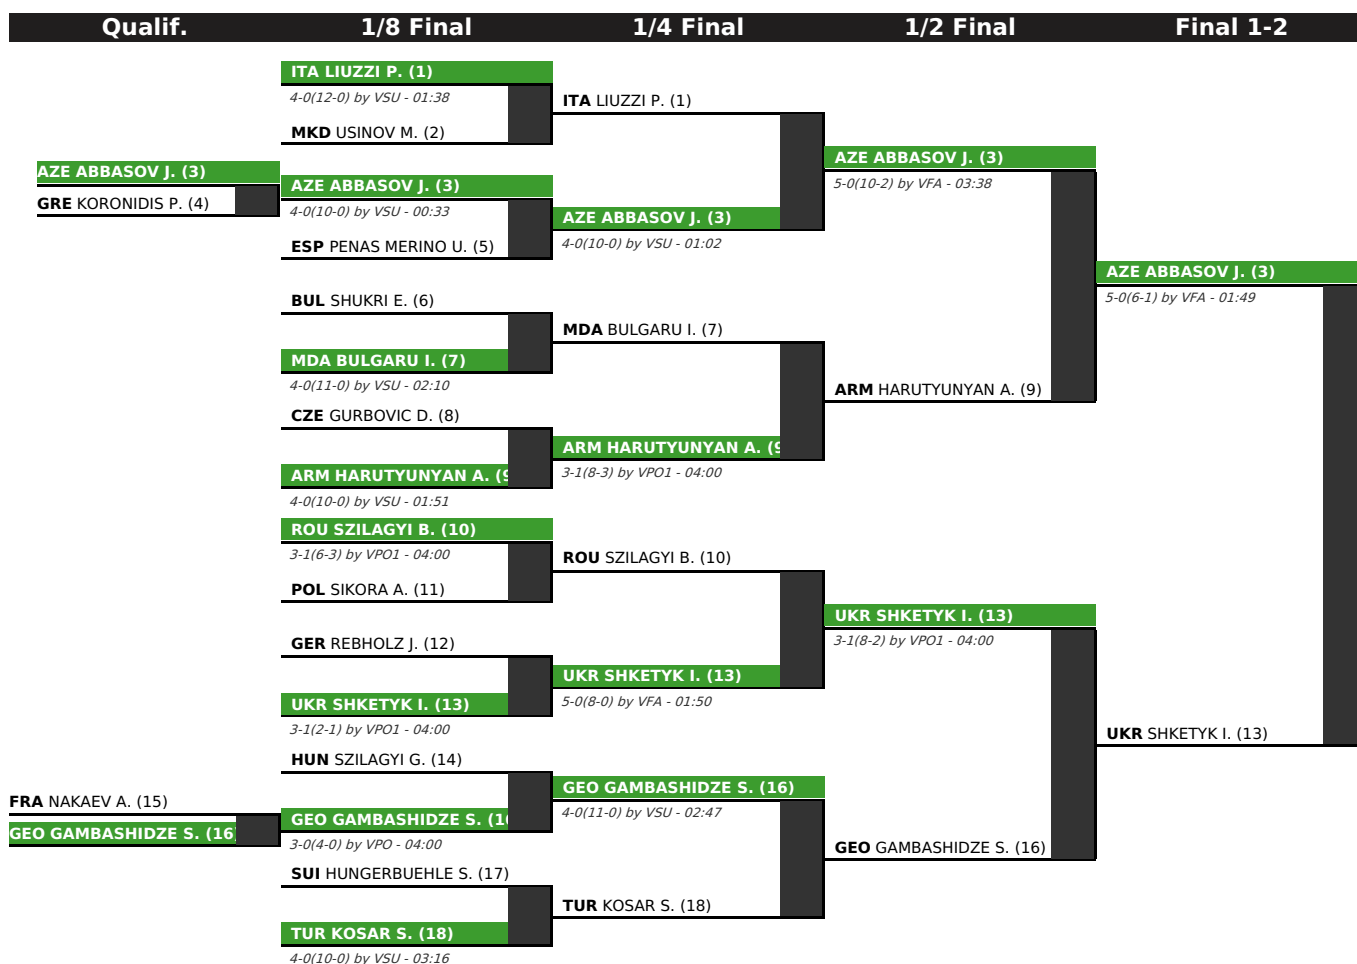 Qualif. 1/8 Final 1/4 Final 1/2 Final Final 1-2
ITA LIUZZI P. (1)
4-0(12-0) by VSU - 01:38
MKD USINOV M. (2)
ITA LIUZZI P. (1)
AZE ABBASOV J. (3)
GRE KORONIDIS P. (4)
AZE ABBASOV J. (3)
4-0(10-0) by VSU - 00:33
ESP PENAS MERINO U. (5)
AZE ABBASOV J. (3)
4-0(10-0) by VSU - 01:02
AZE ABBASOV J. (3)
5-0(10-2) by VFA - 03:38
BUL SHUKRI E. (6)
MDA BULGARU I. (7)
4-0(11-0) by VSU - 02:10
MDA BULGARU I. (7)
CZE GURBOVIC D. (8)
ARM HARUTYUNYAN A. (9
4-0(10-0) by VSU - 01:51
ARM HARUTYUNYAN A. (9
3-1(8-3) by VPO1 - 04:00
ARM HARUTYUNYAN A. (9)
AZE ABBASOV J. (3)
5-0(6-1) by VFA - 01:49
ROU SZILAGYI B. (10)
3-1(6-3) by VPO1 - 04:00
POL SIKORA A. (11)
ROU SZILAGYI B. (10)
GER REBHOLZ J. (12)
UKR SHKETYK I. (13)
3-1(2-1) by VPO1 - 04:00
UKR SHKETYK I. (13)
5-0(8-0) by VFA - 01:50
UKR SHKETYK I. (13)
3-1(8-2) by VPO1 - 04:00
UKR SHKETYK I. (13)
HUN SZILAGYI G. (14)
FRA NAKAEV A. (15)
GEO GAMBASHIDZE S. (16
GEO GAMBASHIDZE S. (16
3-0(4-0) by VPO - 04:00
GEO GAMBASHIDZE S. (16)
4-0(11-0) by VSU - 02:47
GEO GAMBASHIDZE S. (16)
SUI HUNGERBUEHLE S. (17)
TUR KOSAR S. (18)
4-0(10-0) by VSU - 03:16
TUR KOSAR S. (18)